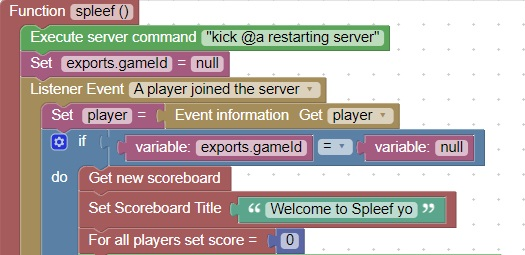 Function spleef ()
Execute server command "kick @a restarting server"
Set exports.gameId = null
Listener Event A player joined the server
Set player = Event information Get player
if variable: exports.gameId = variable: null
do Get new scoreboard
Set Scoreboard Title “ Welcome to Spleef yo ”
For all players set score = 0